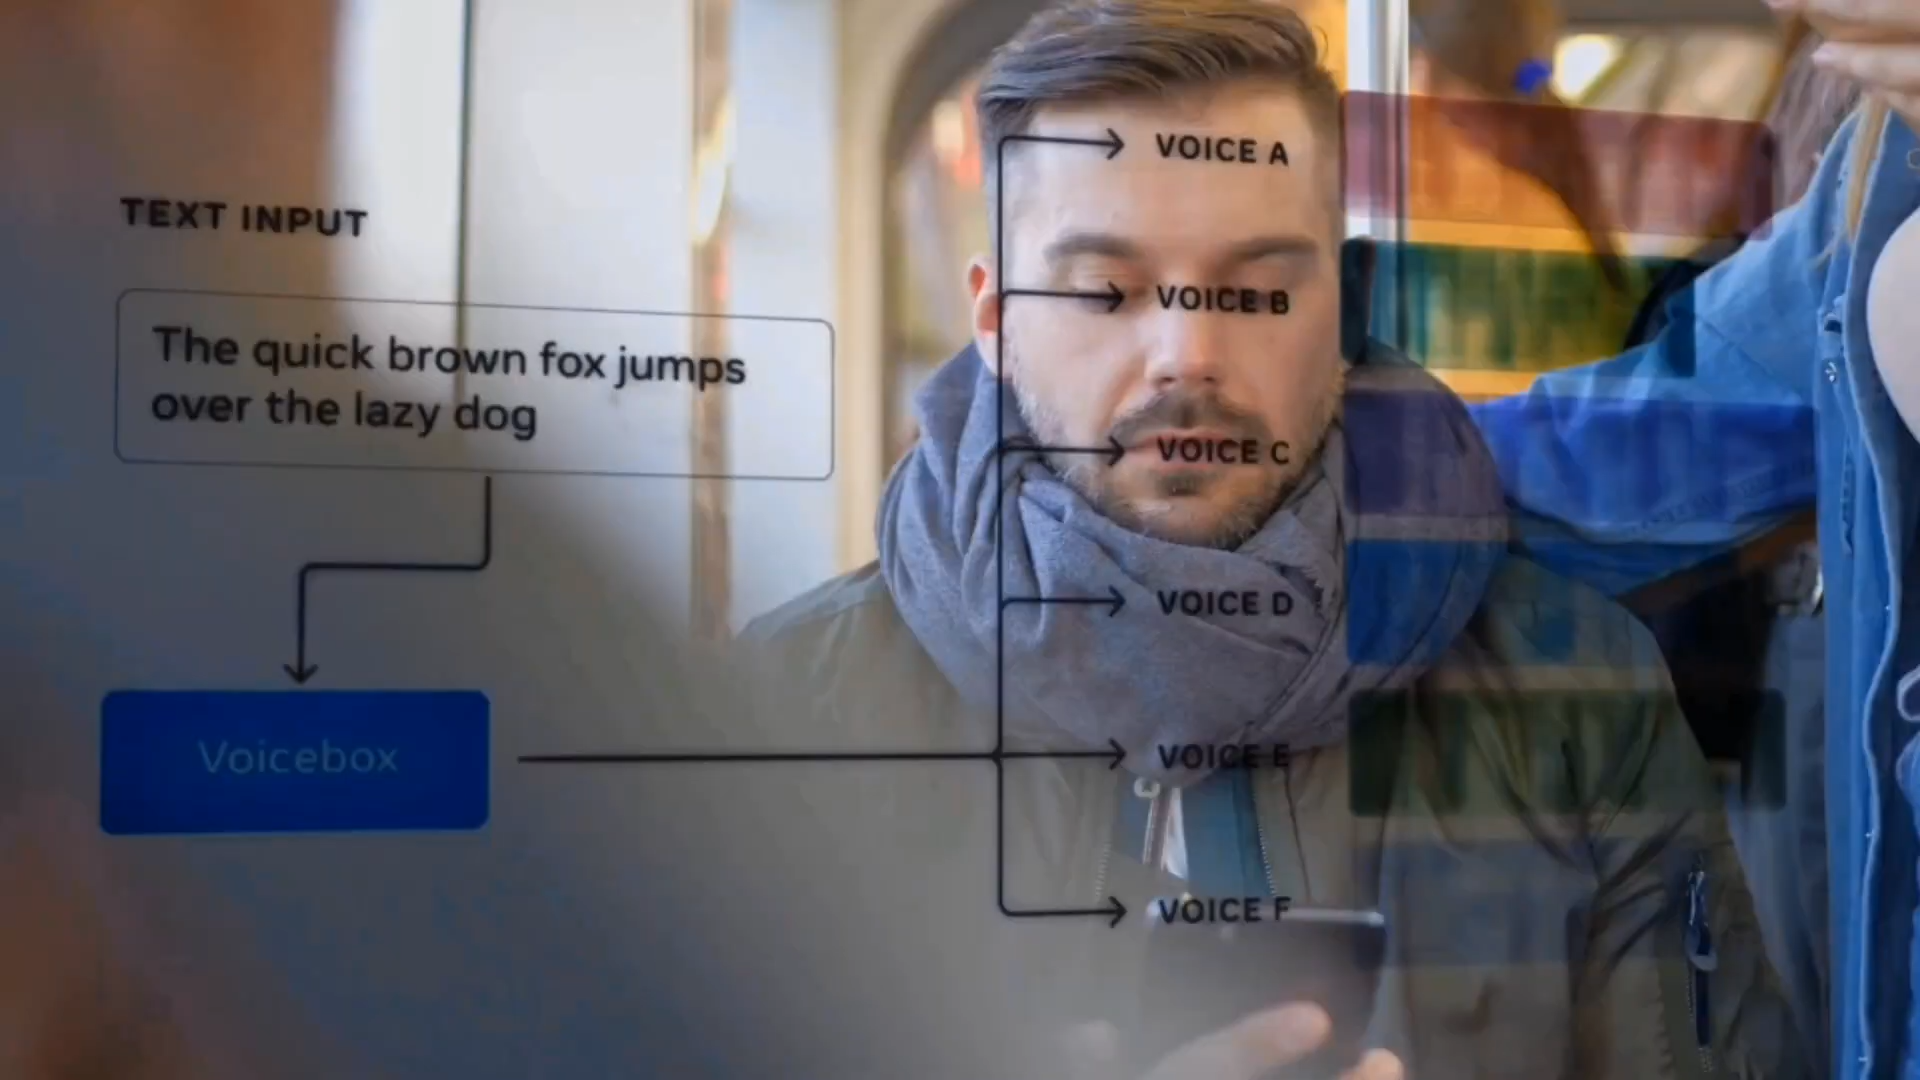 TEXT INPUT
The quick brown fox jumps
over the lazy dog
Voicebox
VOICE A
VOICE B
VOICE C
VOICE D
VOICE E
VOICE F